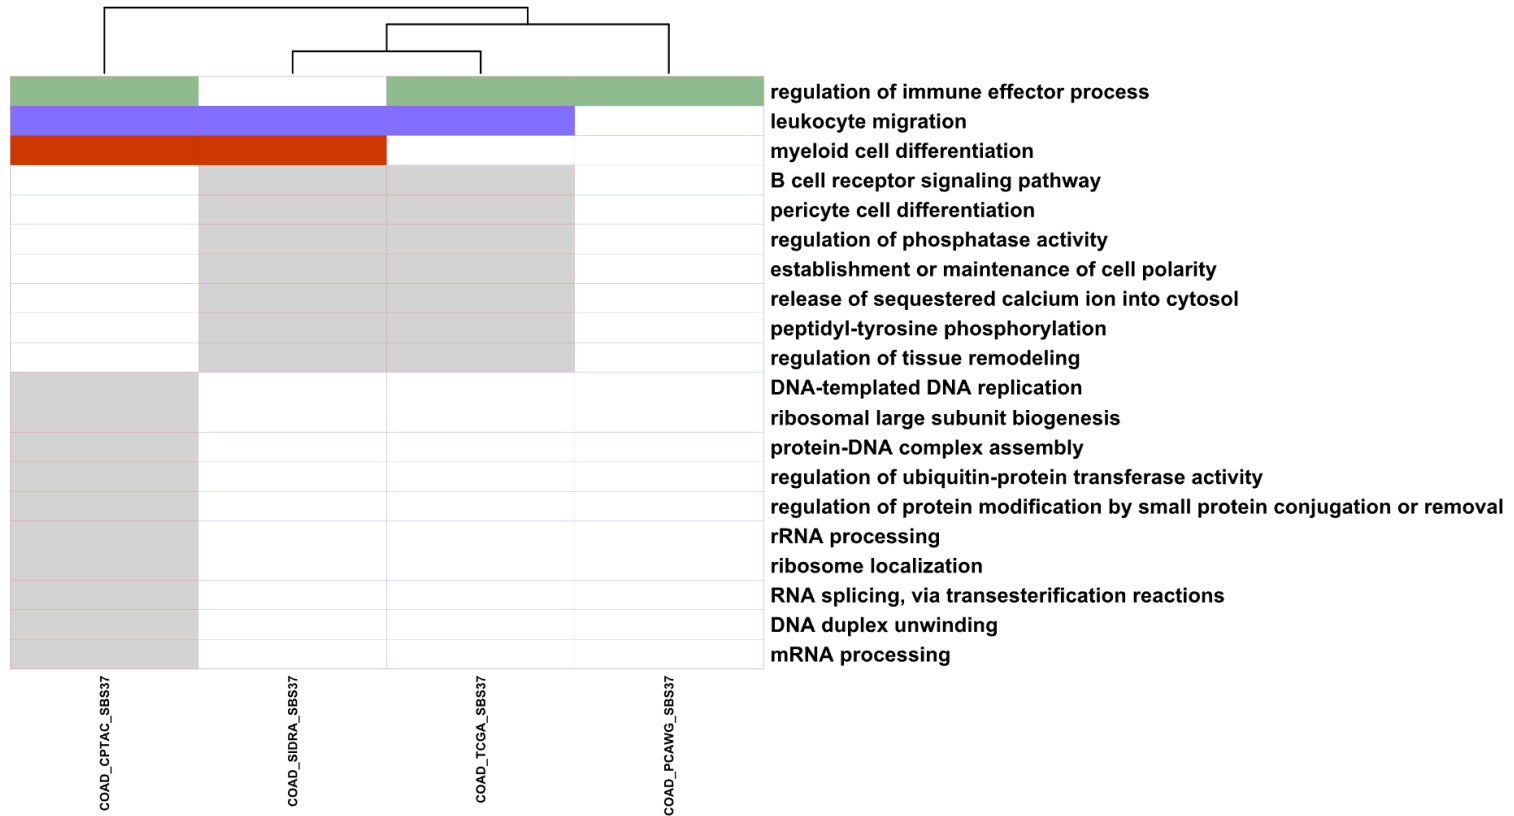 regulation of immune effector process
leukocyte migration
myeloid cell differentiation
B cell receptor signaling pathway
pericyte cell differentiation
regulation of phosphatase activity
establishment or maintenance of cell polarity
release of sequestered calcium ion into cytosol
peptidyl-tyrosine phosphorylation
regulation of tissue remodeling
DNA-templated DNA replication
ribosomal large subunit biogenesis
protein-DNA complex assembly
regulation of ubiquitin-protein transferase activity
regulation of protein modification by small protein conjugation or removal
rRNA processing
ribosome localization
RNA splicing, via transesterification reactions
DNA duplex unwinding
mRNA processing
COAD_CPTAC_SBS37
COAD_SIDRA_SBS37
COAD_TCGA_SBS37
COAD_PCAWG_SBS37